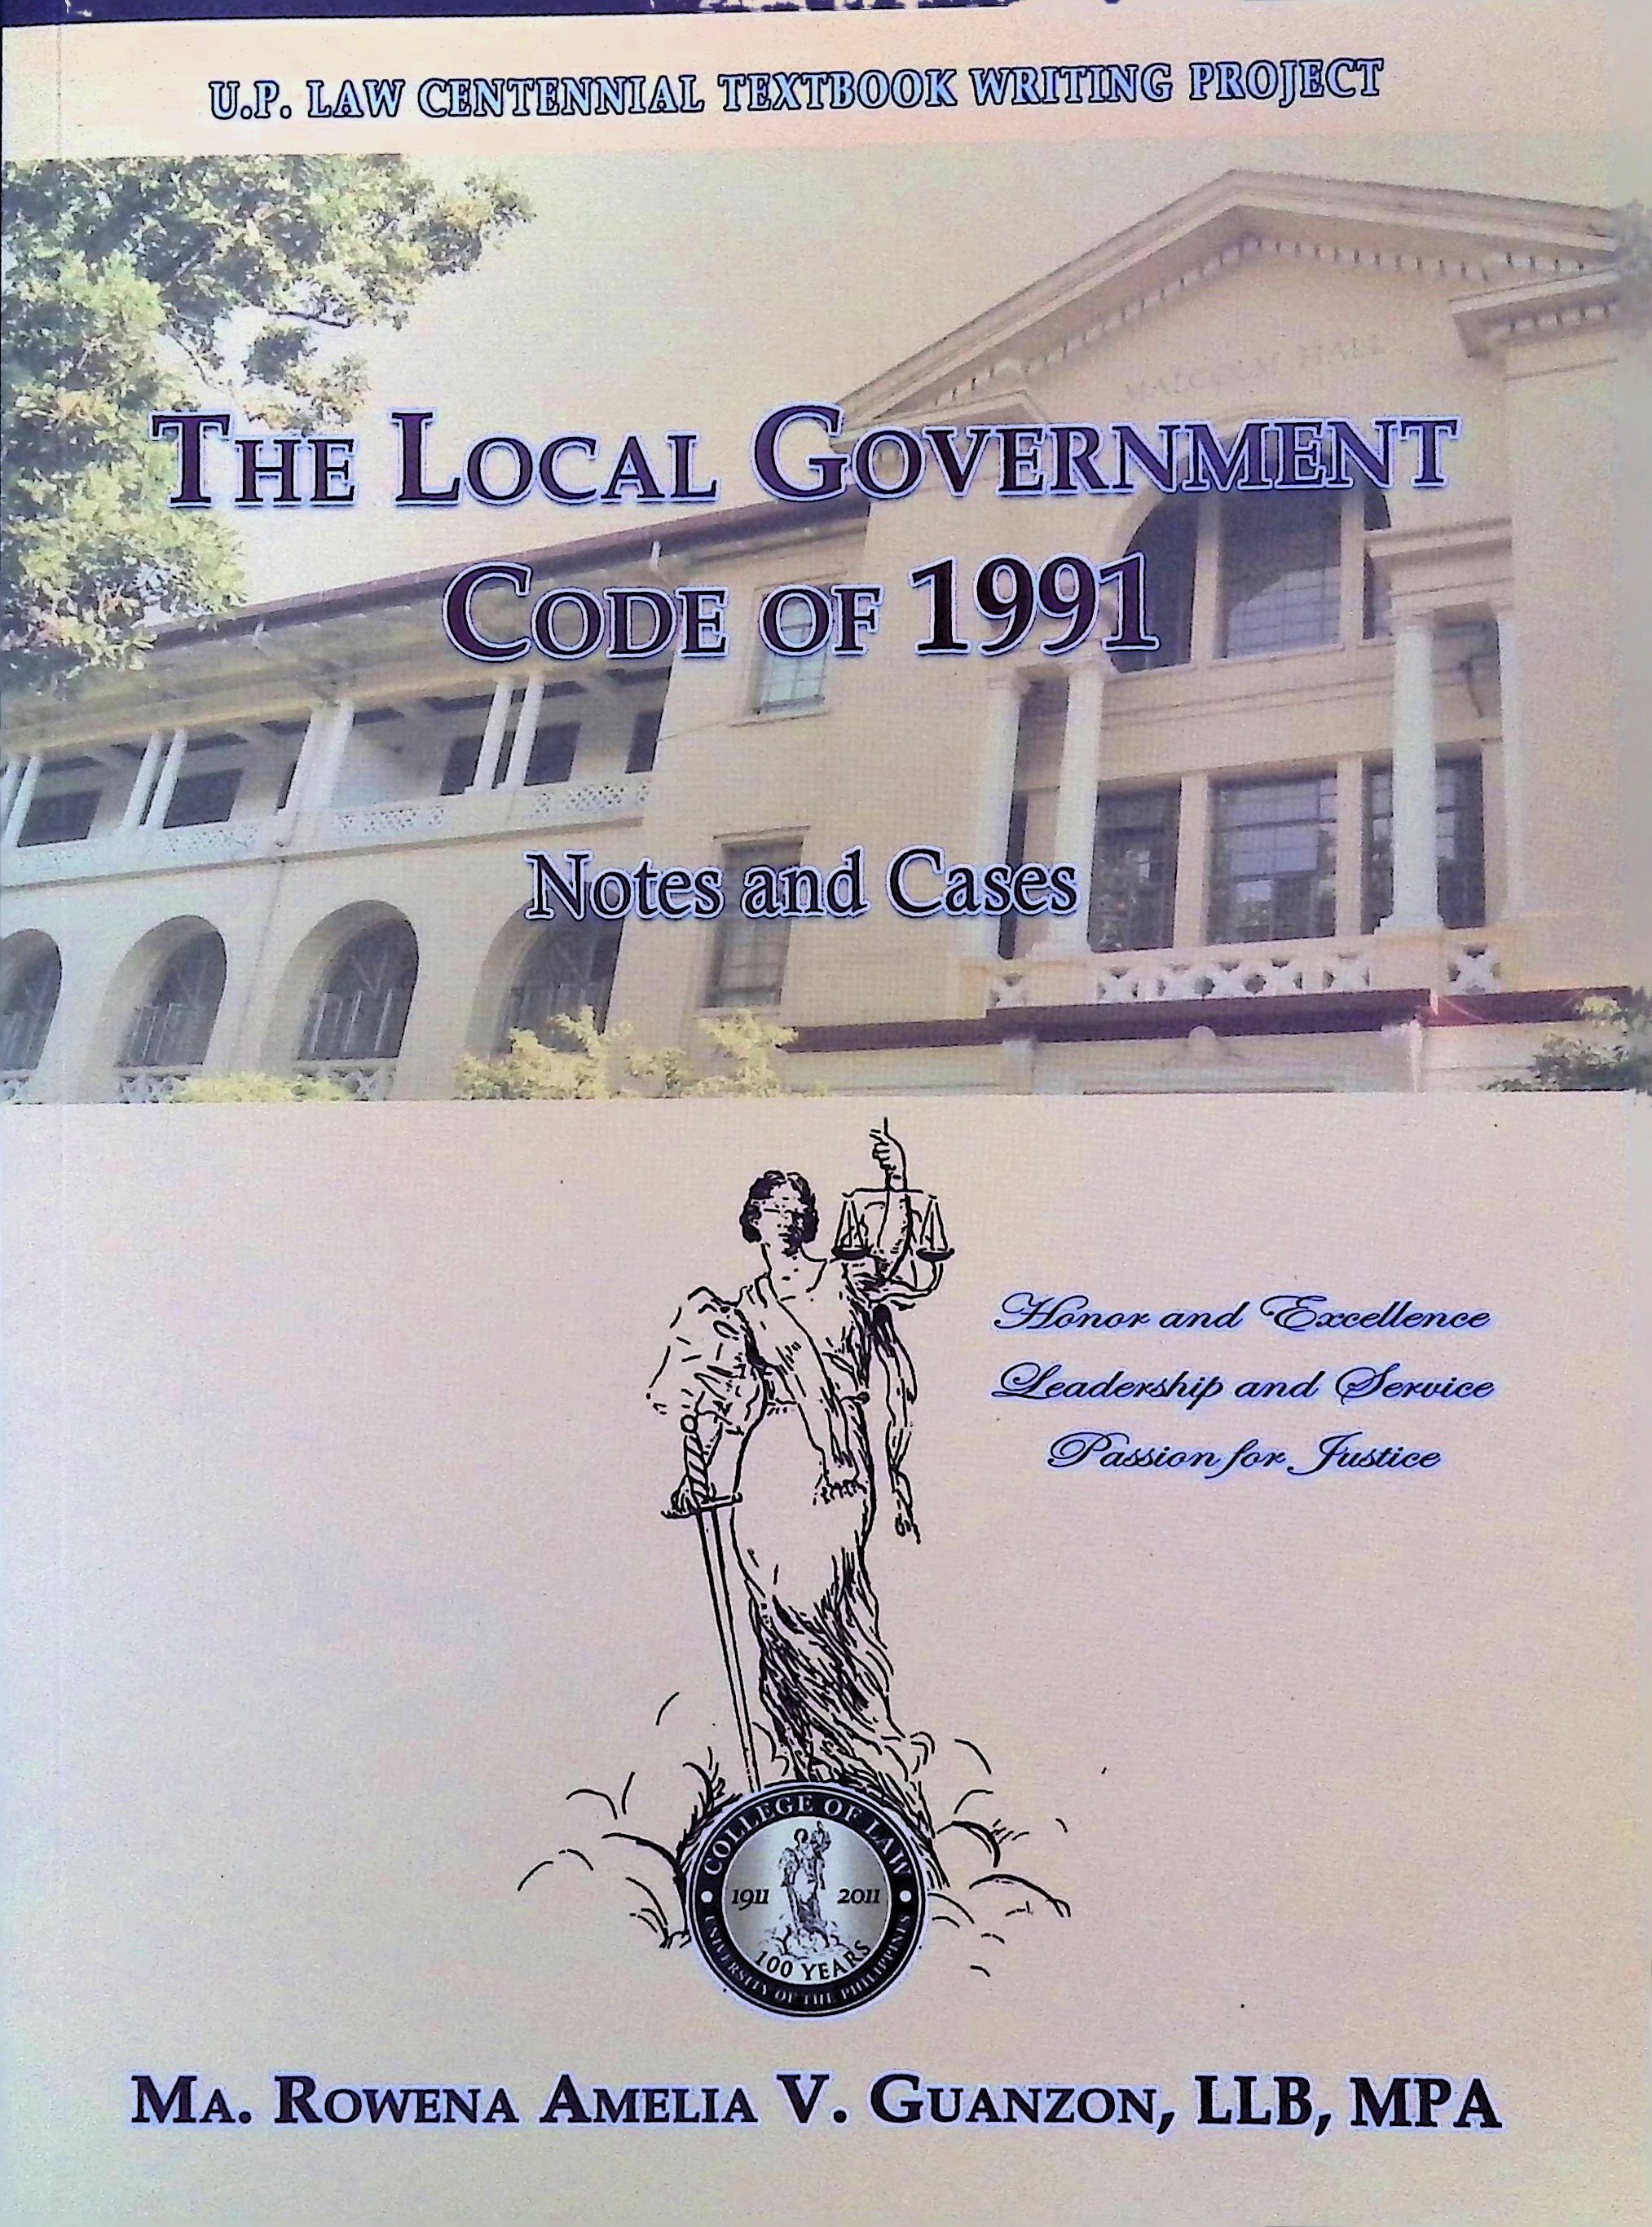 U.P. LAW CENTENNIAL TEXTBOOK WRITING PROJECT
MALCOLM HALL
THE LOCAL GOVERNMENT
CODE OF 1991
Notes and Cases
Honor and Excellence
Leadership and Service
Passion for Justice
COLLEGE OF LAW
1911 2011
100 YEARS
UNIVERSITY OF THE PHILIPPINES
MA. ROWENA AMELIA V. GUANZON, LLB, MPA